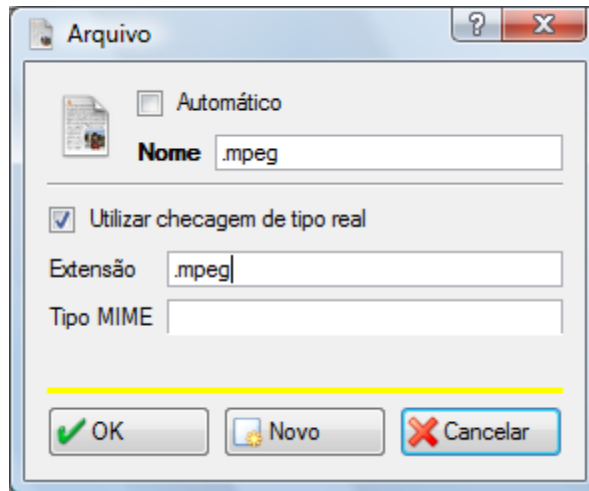 Arquivo
Automático
Nome .mpeg
Utilizar checagem de tipo real
Extensão .mpeg
Tipo MIME
OK Novo Cancelar